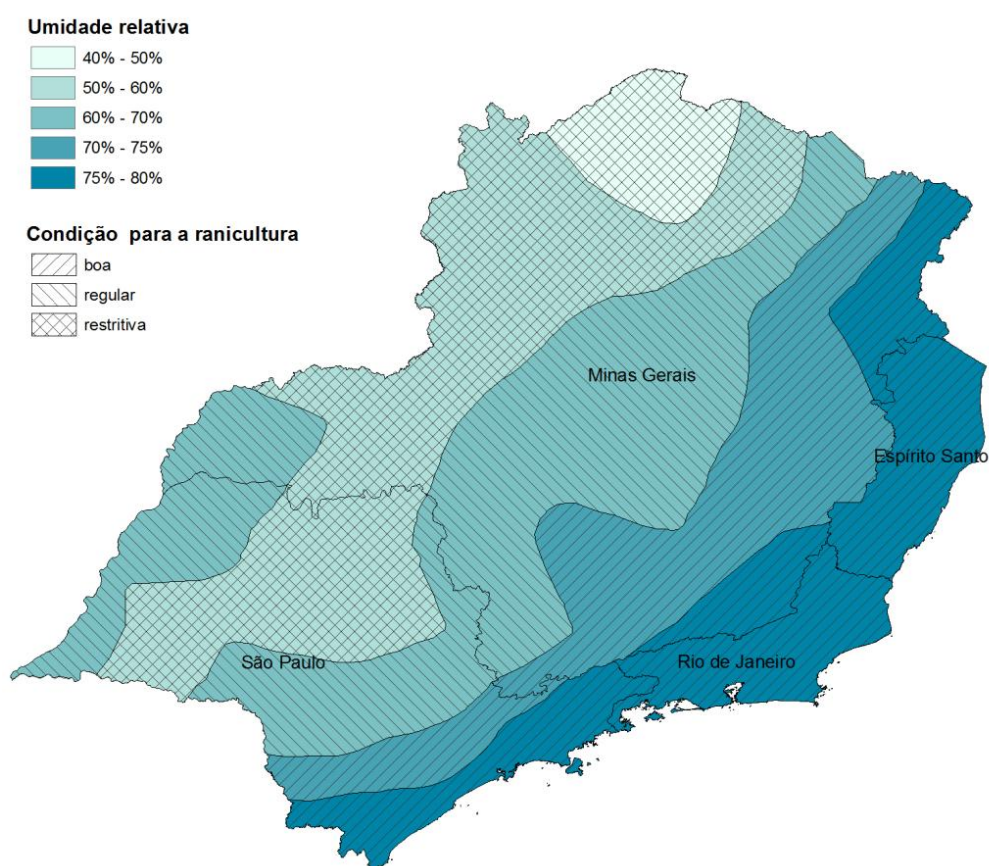 Umidade relativa
40% - 50%
50% - 60%
60% - 70%
70% - 75%
75% - 80%
Condição para a ranicultura
boa
regular
restritiva
Minas Gerais
Espírito Santo
São Paulo
Rio de Janeiro